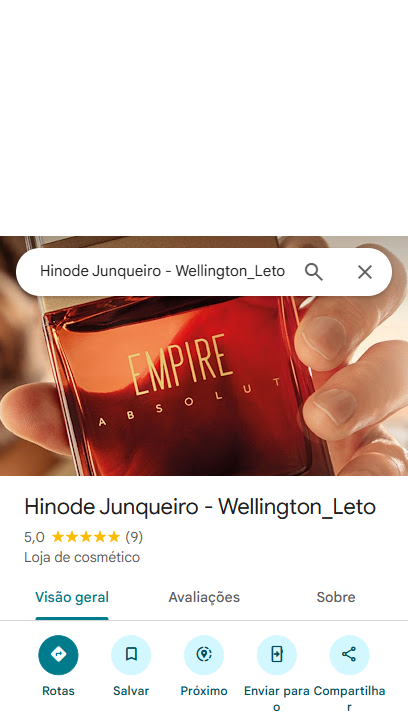 Hinode Junqueiro - Wellington_Leto
EMPIRE
ABSOLUT
Hinode Junqueiro - Wellington_Leto
5,0 ★★★★★ (9)
Loja de cosmético
Visão geral Avaliações Sobre
Rotas Salvar Próximo Enviar para o Compartilhar